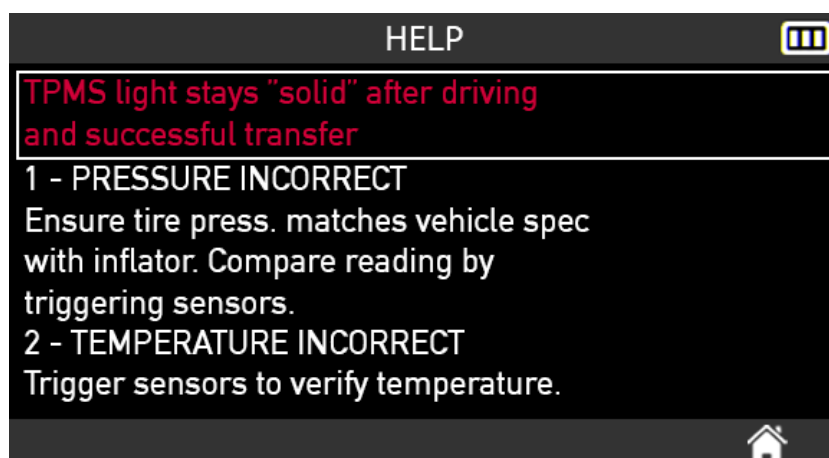 HELP
TPMS light stays "solid" after driving
and successful transfer
1 - PRESSURE INCORRECT
Ensure tire press. matches vehicle spec
with inflator. Compare reading by
triggering sensors.
2 - TEMPERATURE INCORRECT
Trigger sensors to verify temperature.